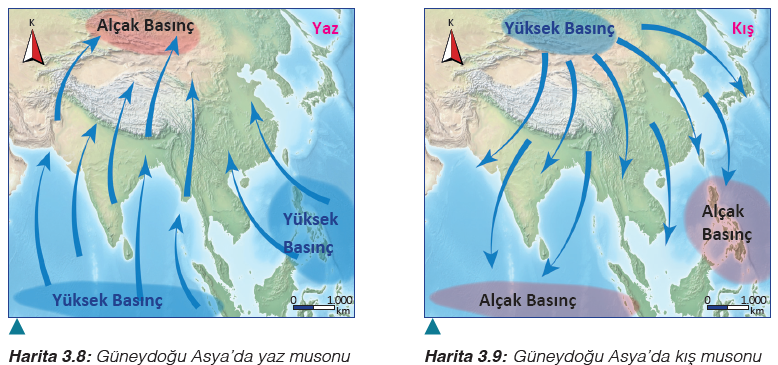 K
Alçak Basınç
Yaz
Yüksek
Basınç
Yüksek Basınç
0 1.000
km
Harita 3.8: Güneydoğu Asya’da yaz musonu
K
Yüksek Basınç
Kış
Alçak
Basınç
Alçak Basınç
0 1.000
km
Harita 3.9: Güneydoğu Asya’da kış musonu